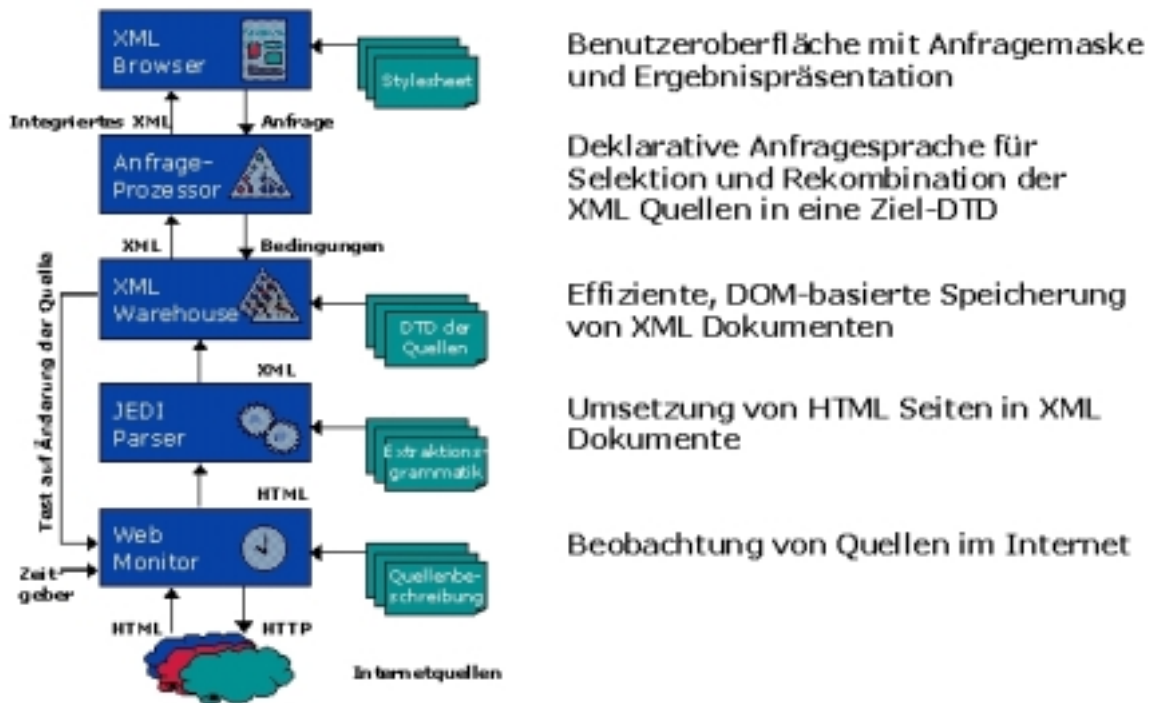 XML
Browser
Stylesheet
Benutzeroberfläche mit Anfragemaske
und Ergebnispräsentation
Integriertes XML
Anfrage
Anfrage-
Prozessor
Deklarative Anfragesprache für
Selektion und Rekombination der
XML Quellen in eine Ziel-DTD
XML
Bedingungen
XML
Warehouse
DTD der
Quellen
Effiziente, DOM-basierte Speicherung
von XML Dokumenten
Test auf Änderung der Quelle
XML
JEDI
Parser
Extraktions-
grammatik
Umsetzung von HTML Seiten in XML
Dokumente
HTML
Web
Monitor
Quellenbe-
schreibung
Beobachtung von Quellen im Internet
Zeit-
geber
HTML
HTTP
Internetquellen